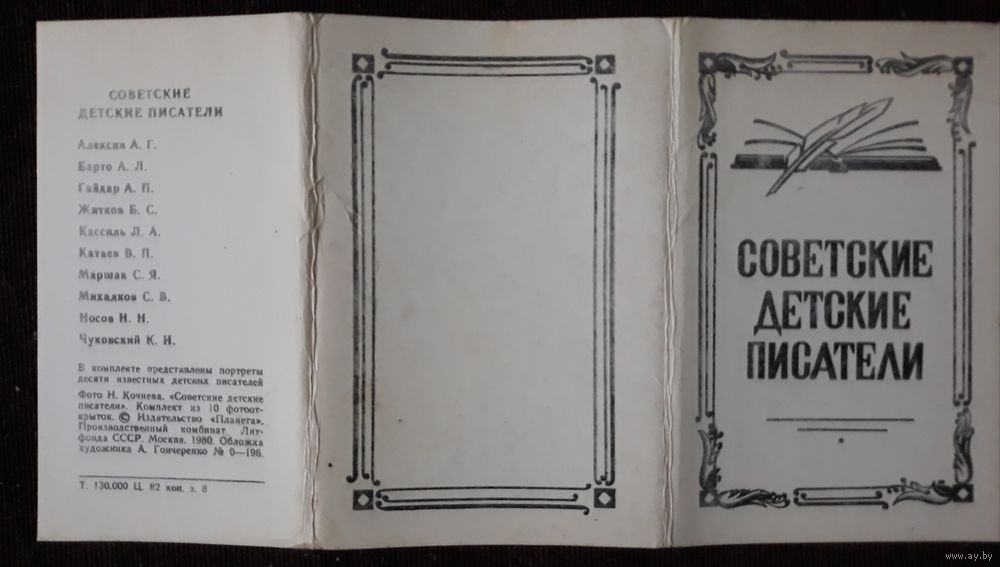 СОВЕТСКИЕ
ДЕТСКИЕ ПИСАТЕЛИ
Алексин А. Г.
Барто А. Л.
Гайдар А. П.
Житков Б. С.
Кассиль Л. А.
Катаев В. П.
Маршак С. Я.
Михалков С. В.
Носов Н. Н.
Чуковский К. И.
В комплекте представлены портреты
десяти известных детских писателей
Фото Н. Кочнева. «Советские детские
писатели». Комплект из 10 фотоот-
крыток. © Издательство «Планета».
Производственный комбинат Лит-
фонда СССР. Москва. 1980. Обложка
художника А. Гончеренко № 0—196.
Т. 130.000 Ц. 82 коп. з. 8
СОВЕТСКИЕ
ДЕТСКИЕ
ПИСАТЕЛИ
www.ay.by